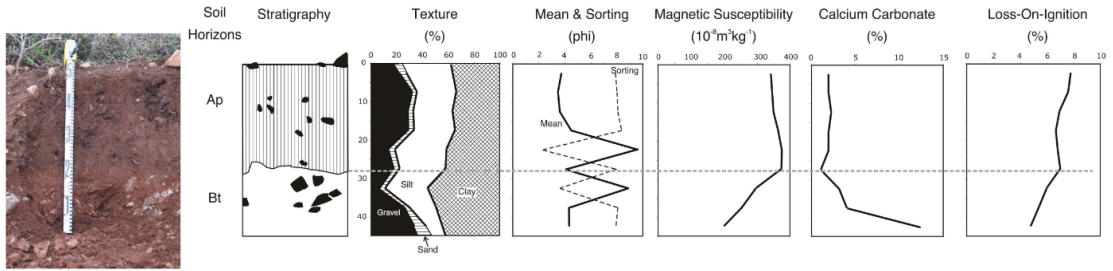 Soil
Horizons
Stratigraphy
Texture
(%)
Mean & Sorting
(phi)
Magnetic Susceptibility
(10⁻⁸m³kg⁻¹)
Calcium Carbonate
(%)
Loss-On-Ignition
(%)
0 20 40 60 80 100
0 2 4 6 8 10
0 100 200 300 400
0 5 10 15
0 2 4 6 8 10
0
10
20
30
40
Ap
Bt
Gravel
Silt
Clay
Sand
Sorting
Mean